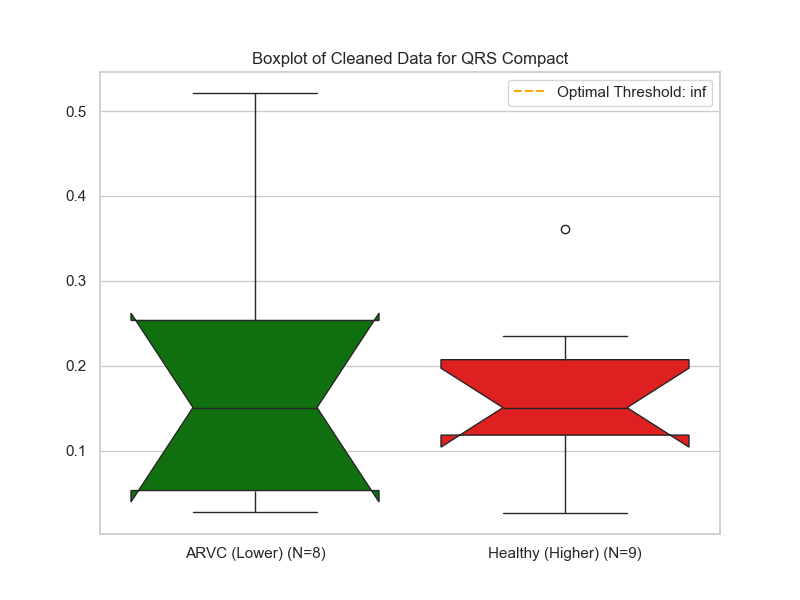 Boxplot of Cleaned Data for QRS Compact
Optimal Threshold: inf
0.5
0.4
0.3
0.2
0.1
ARVC (Lower) (N=8)
Healthy (Higher) (N=9)